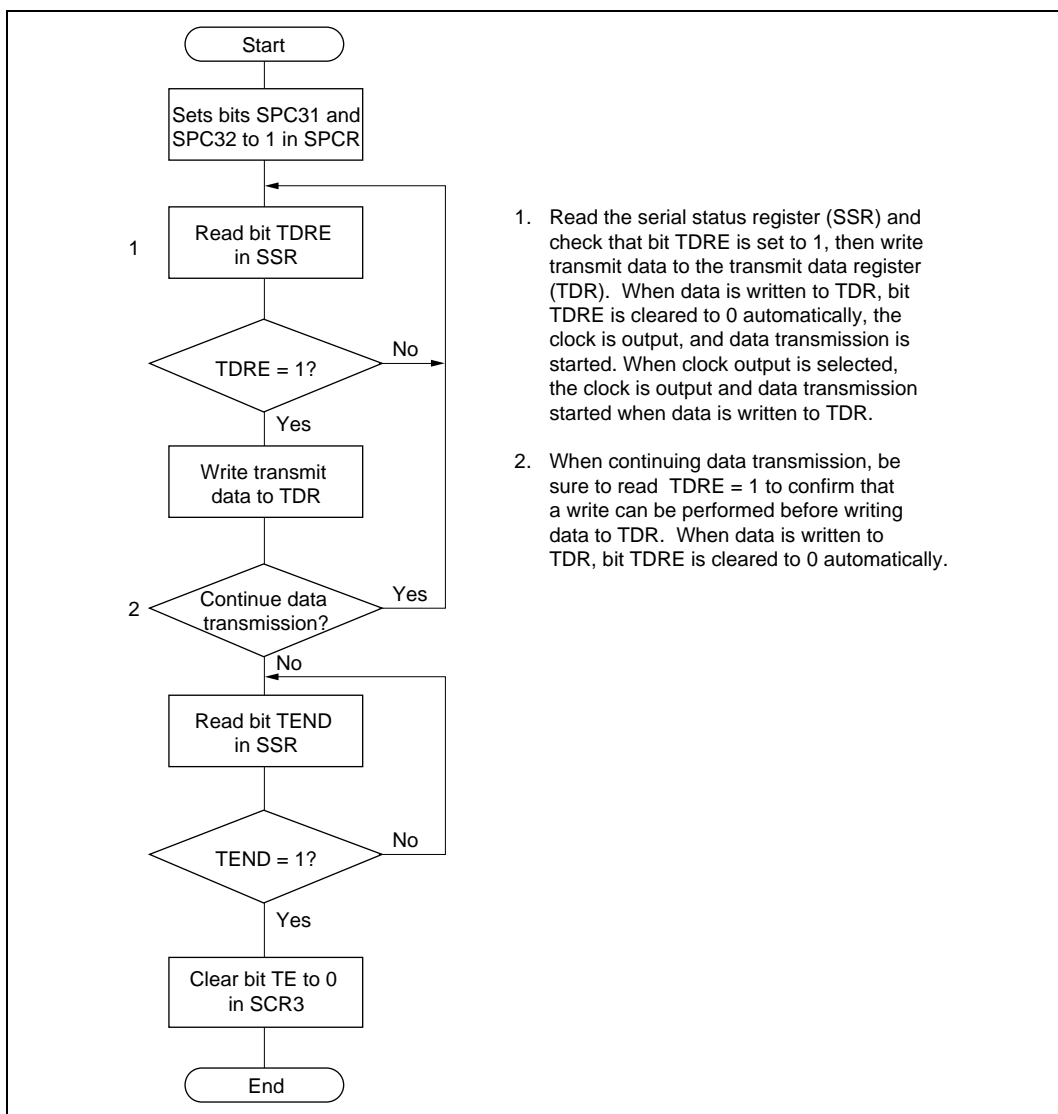 Start
Sets bits SPC31 and
SPC32 to 1 in SPCR
1
Read bit TDRE
in SSR
TDRE = 1?
No
Yes
Write transmit
data to TDR
2
Continue data
transmission?
Yes
No
Read bit TEND
in SSR
TEND = 1?
No
Yes
Clear bit TE to 0
in SCR3
End
1. Read the serial status register (SSR) and
check that bit TDRE is set to 1, then write
transmit data to the transmit data register
(TDR). When data is written to TDR, bit
TDRE is cleared to 0 automatically, the
clock is output, and data transmission is
started. When clock output is selected,
the clock is output and data transmission
started when data is written to TDR.
2. When continuing data transmission, be
sure to read TDRE = 1 to confirm that
a write can be performed before writing
data to TDR. When data is written to
TDR, bit TDRE is cleared to 0 automatically.